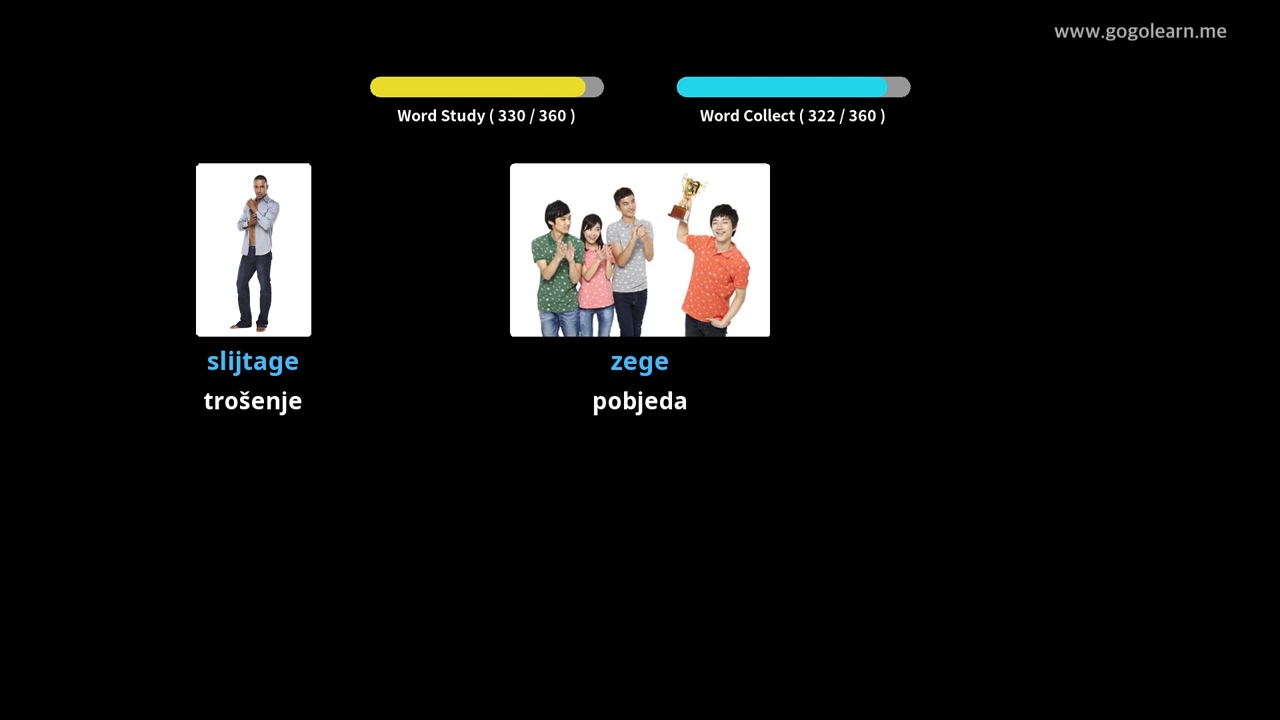 www.gogolearn.me
Word Study ( 330 / 360 )
Word Collect ( 322 / 360 )
slijtage
trošenje
zege
pobjeda